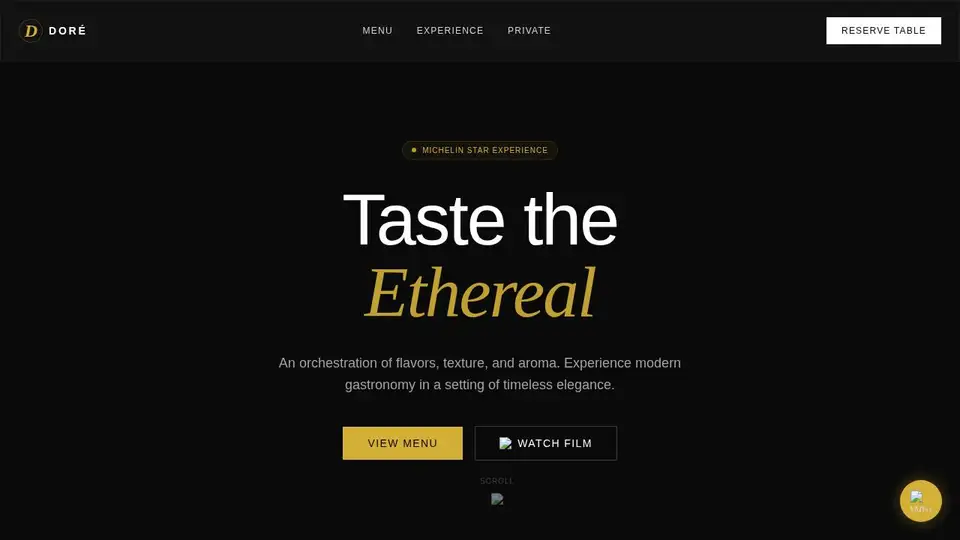 D DORÉ
MENU EXPERIENCE PRIVATE
RESERVE TABLE
MICHELIN STAR EXPERIENCE
Taste the
Ethereal
An orchestration of flavors, texture, and aroma. Experience modern
gastronomy in a setting of timeless elegance.
VIEW MENU
WATCH FILM
SCROLL